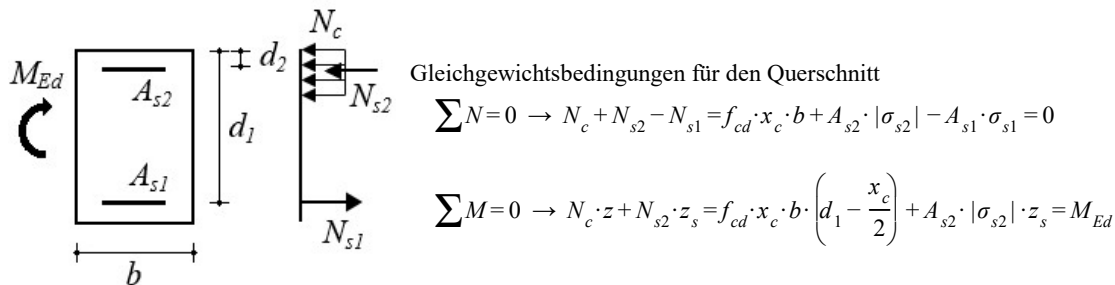 N_c
d_2
M_Ed
A_s2
N_s2
d_1
A_s1
N_s1
b
Gleichgewichtsbedingungen für den Querschnitt
∑N=0 → N_c+N_s2−N_s1=f_cd·x_c·b+A_s2·|σ_s2|−A_s1·σ_s1=0
∑M=0 → N_c·z+N_s2·z_s=f_cd·x_c·b·(d_1−x_c/2)+A_s2·|σ_s2|·z_s=M_Ed